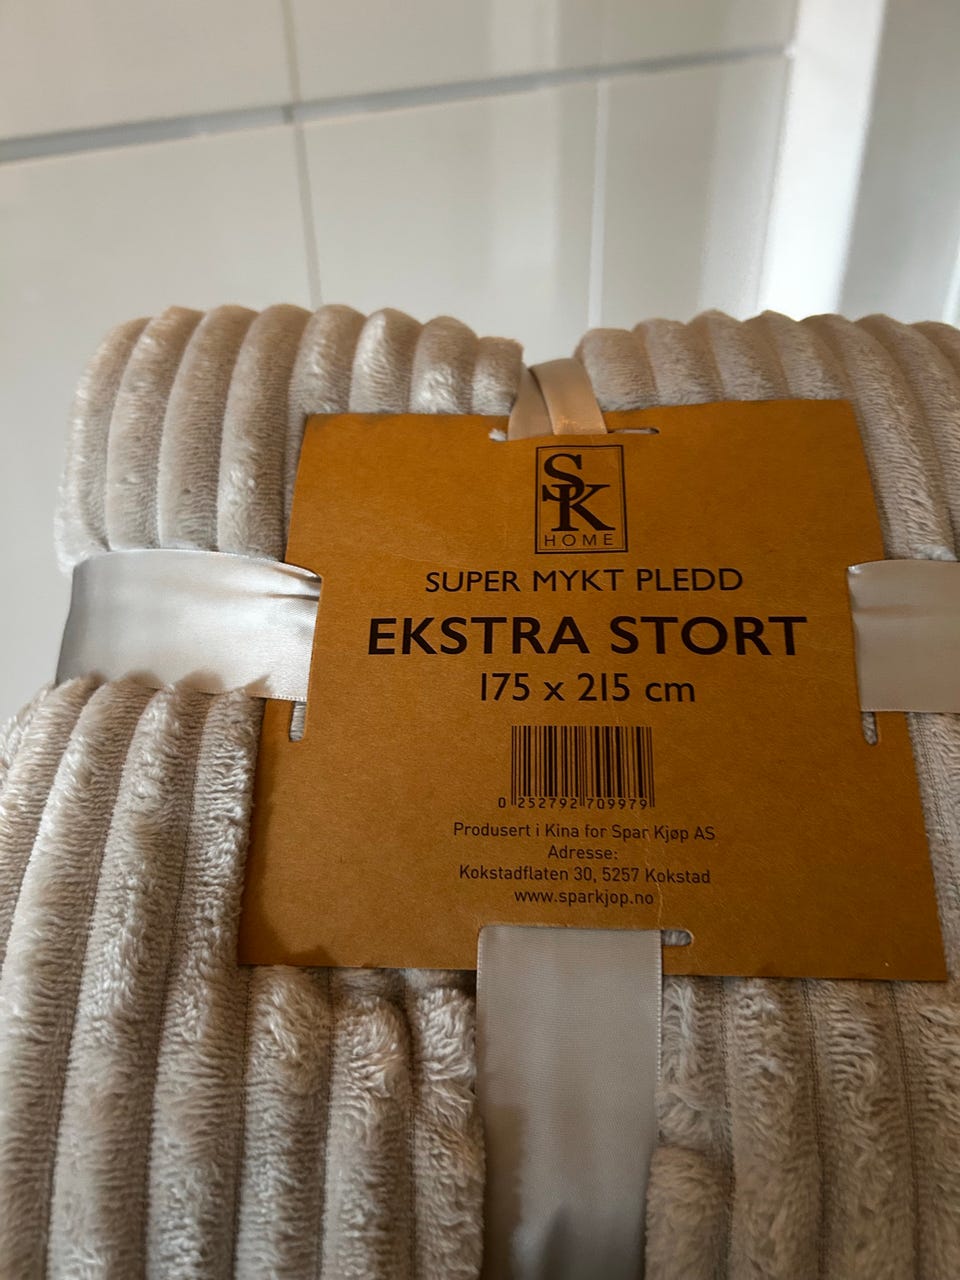 SK
HOME
SUPER MYKT PLEDD
EKSTRA STORT
175 x 215 cm
0 252792 709979
Produsert i Kina for Spar Kjøp AS
Adresse:
Kokstadflaten 30, 5257 Kokstad
www.sparkjop.no